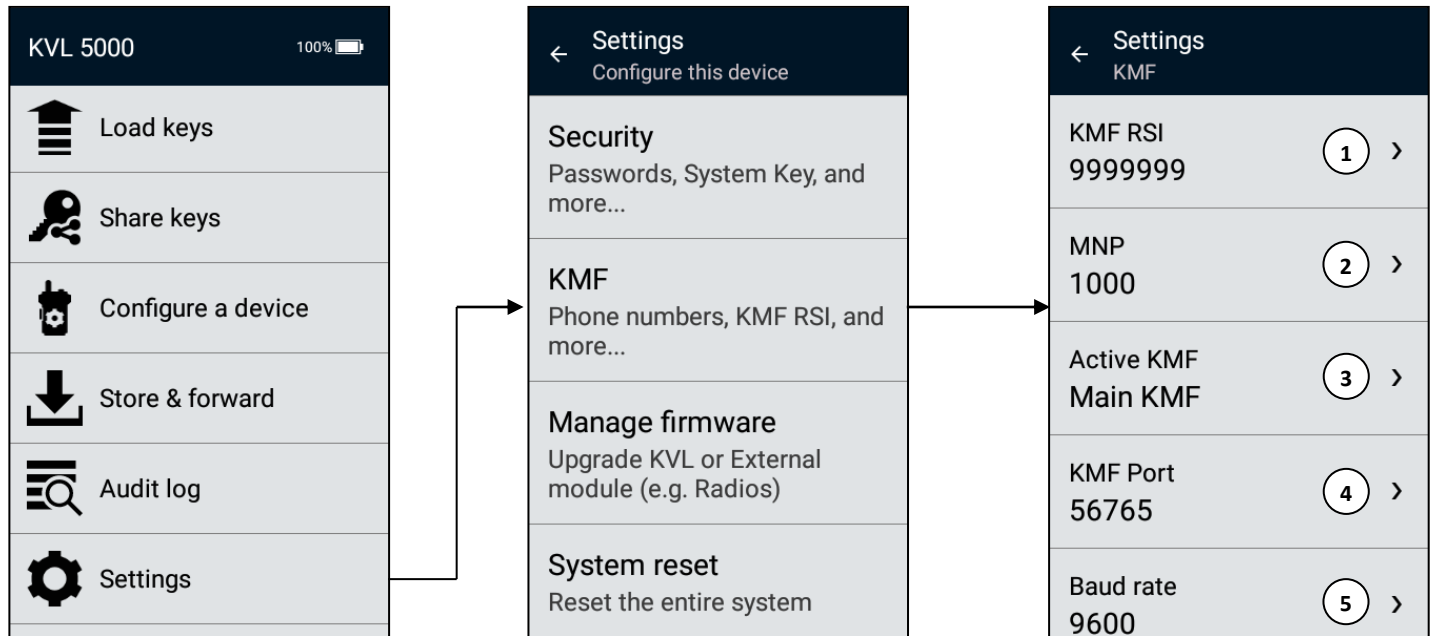 KVL 5000
100%
Load keys
Share keys
Configure a device
Store & forward
Audit log
Settings
Settings
Configure this device
Security
Passwords, System Key, and
more...
KMF
Phone numbers, KMF RSI, and
more...
Manage firmware
Upgrade KVL or External
module (e.g. Radios)
System reset
Reset the entire system
Settings
KMF
KMF RSI
9999999
1
MNP
1000
2
Active KMF
Main KMF
3
KMF Port
56765
4
Baud rate
9600
5